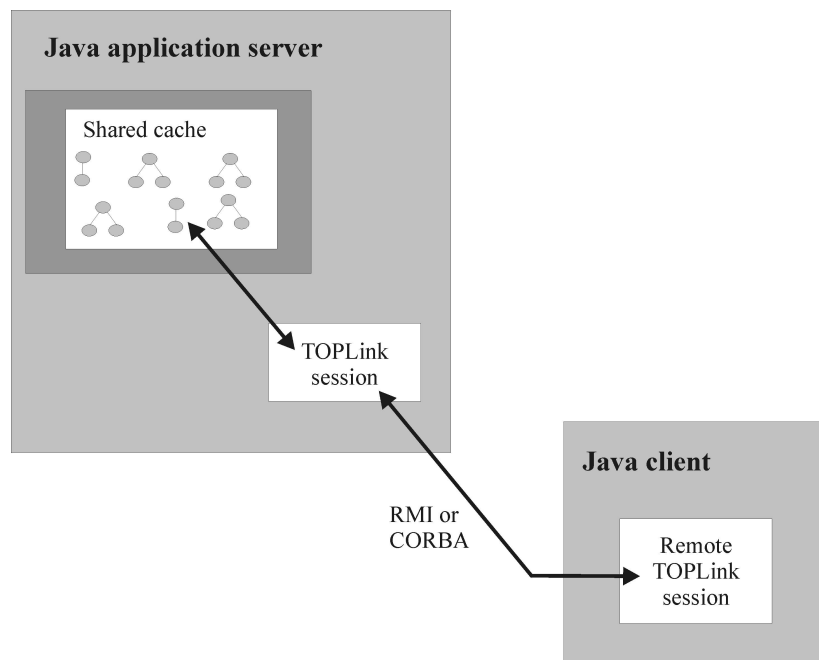 Java application server
Shared cache
TOPLink
session
Java client
RMI or
CORBA
Remote
TOPLink
session